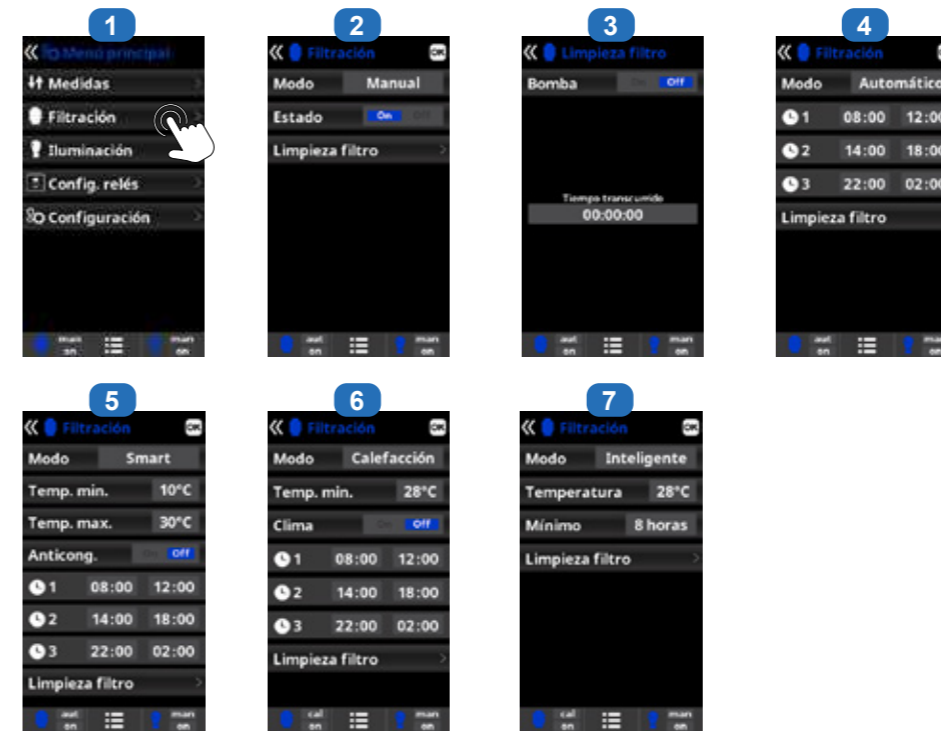 1
Menú principal
Medidas
Filtración
Iluminación
Config. relés
Configuración
man on
man on
2
Filtración OK
Modo Manual
Estado On Off
Limpieza filtro
aut on
man on
3
Limpieza filtro
Bomba On Off
Tiempo transcurrido
00:00:00
aut on
man on
4
Filtración
Modo Automático
1 08:00 12:00
2 14:00 18:00
3 22:00 02:00
Limpieza filtro
aut on
man on
5
Filtración OK
Modo Smart
Temp. min. 10°C
Temp. max. 30°C
Anticong. On Off
1 08:00 12:00
2 14:00 18:00
3 22:00 02:00
Limpieza filtro
aut on
man on
6
Filtración OK
Modo Calefacción
Temp. min. 28°C
Clima On Off
1 08:00 12:00
2 14:00 18:00
3 22:00 02:00
Limpieza filtro
cal on
man on
7
Filtración OK
Modo Inteligente
Temperatura 28°C
Mínimo 8 horas
Limpieza filtro
cal on
man on